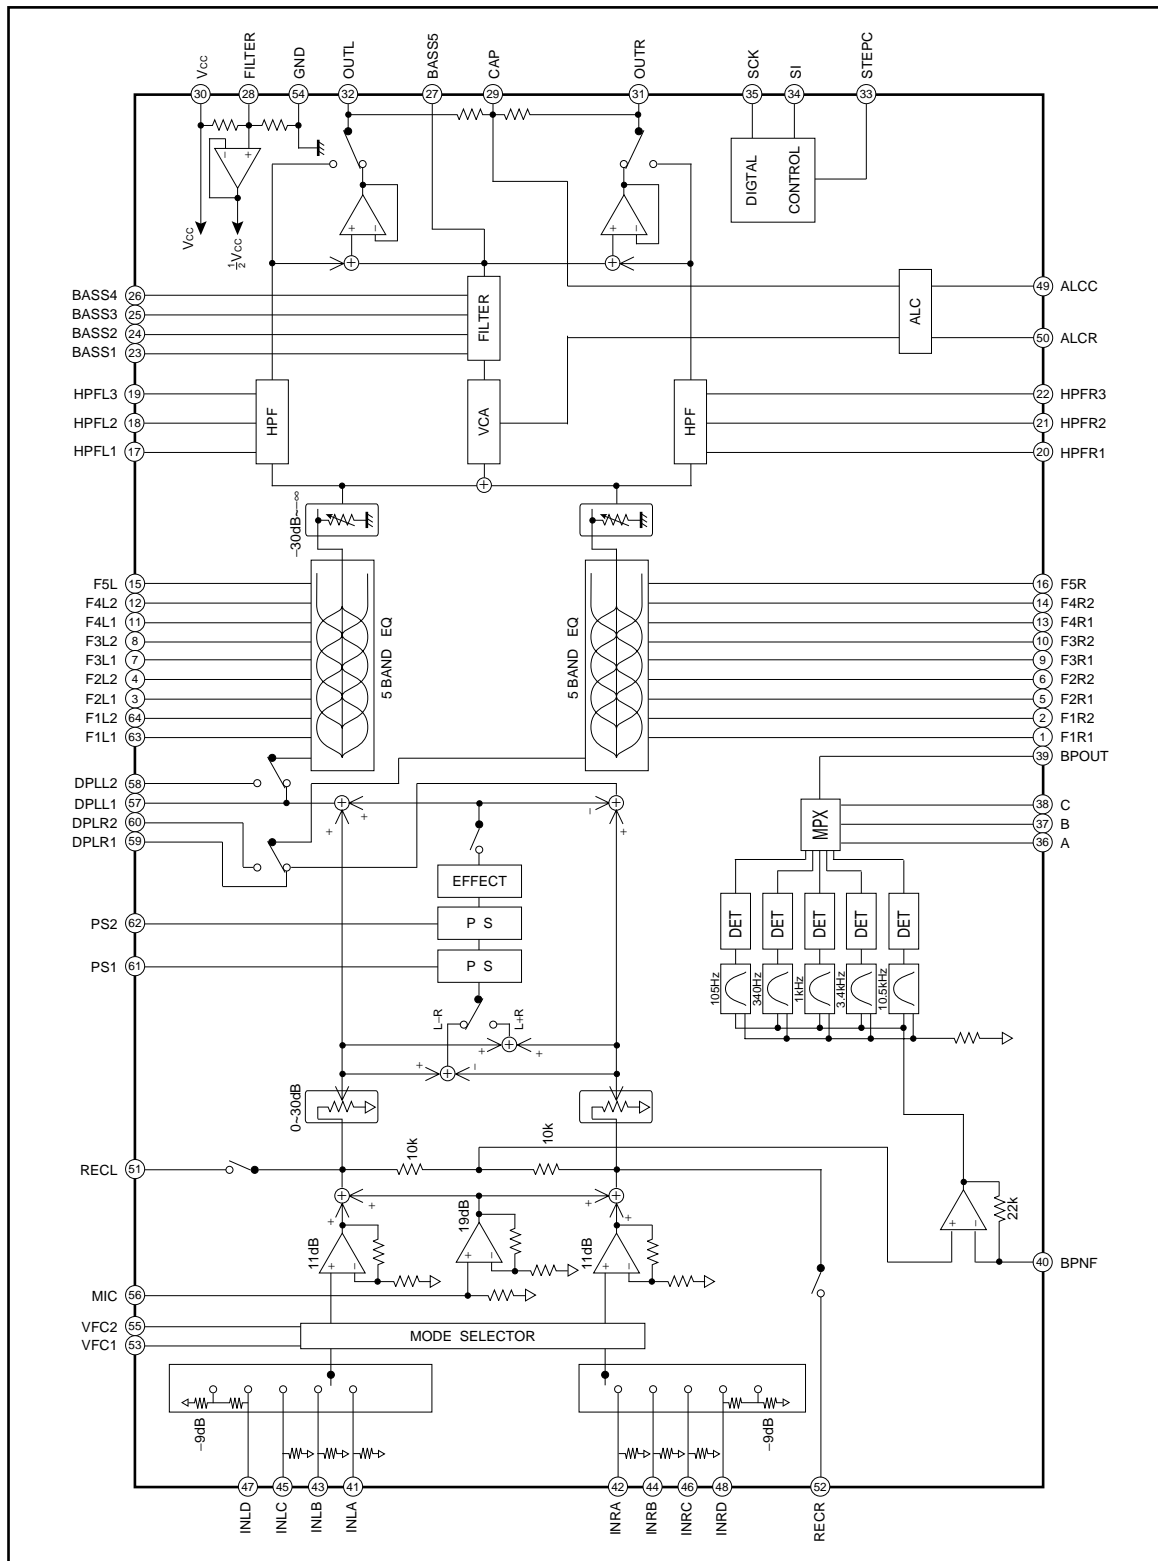 Vcc FILTER GND OUTL BASS5 CAP OUTR SCK SI STEPC
30 28 54 32 27 29 31 35 34 33
− +
Vcc
½Vcc
+ −
+ −
DIGTAL
CONTROL
BASS4 26
BASS3 25
BASS2 24
BASS1 23
FILTER
ALC
49 ALCC
50 ALCR
HPFL3 19
HPFL2 18
HPFL1 17
HPF
VCA
HPF
22 HPFR3
21 HPFR2
20 HPFR1
−30dB~−∞
F5L 15
F4L2 12
F4L1 11
F3L2 8
F3L1 7
F2L2 4
F2L1 3
F1L2 64
F1L1 63
5 BAND EQ
5 BAND EQ
16 F5R
14 F4R2
13 F4R1
10 F3R2
9 F3R1
6 F2R2
5 F2R1
2 F1R2
1 F1R1
39 BPOUT
DPLL2 58
DPLL1 57
DPLR2 60
DPLR1 59
+ + − +
MPX
38 C
37 B
36 A
EFFECT
PS2 62
P S
PS1 61
P S
DET DET DET DET DET
105Hz 340Hz 1kHz 3.4kHz 10.5kHz
L−R L+R
+ +
+ −
0~30dB
10k
10k
RECL 51
+ + + +
11dB
19dB
11dB
+ −
+ −
+ −
+ −
22k
40 BPNF
MIC 56
VFC2 55
VFC1 53
MODE SELECTOR
−9dB
−9dB
47 45 43 41 42 44 46 48 52
INLD INLC INLB INLA INRA INRB INRC INRD RECR